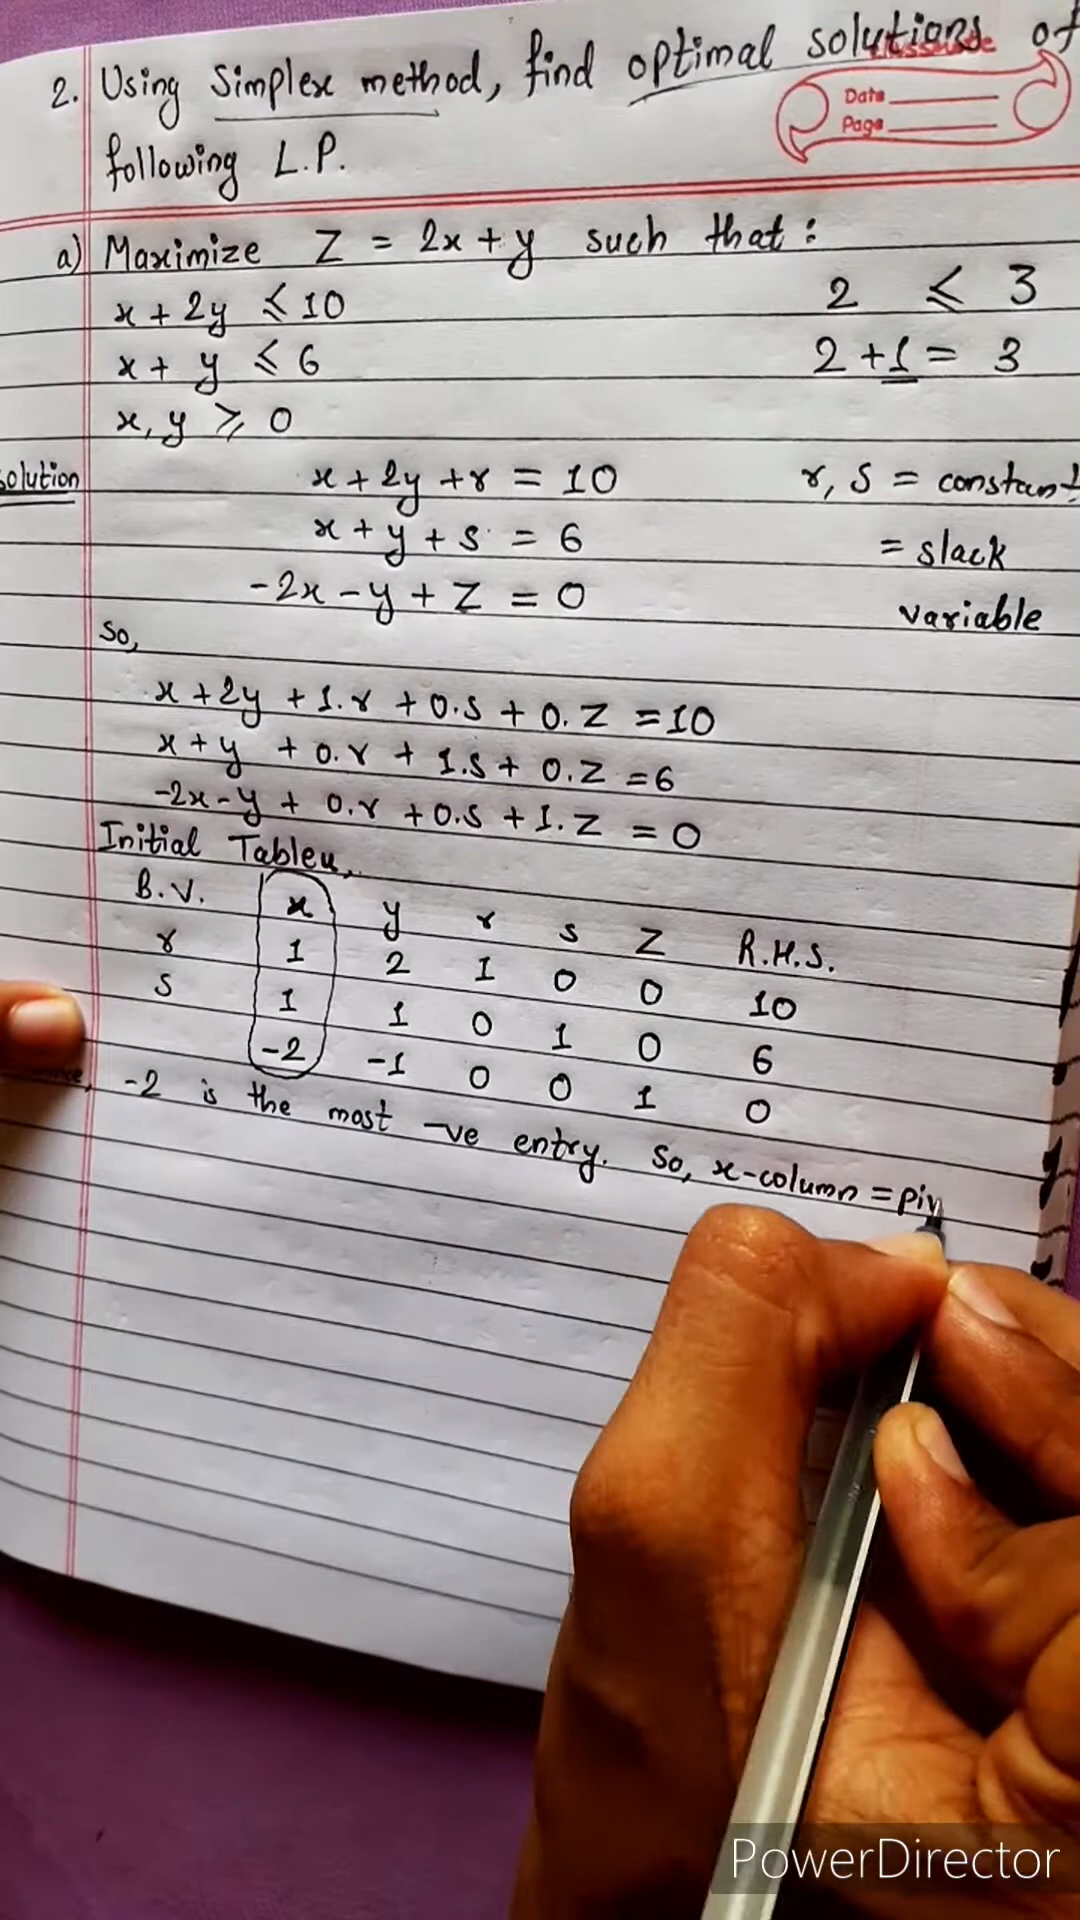 2. Using Simplex method, find optimal solutions of
following L.P.
Date
Page
a) Maximize Z = 2x + y such that :
x + 2y ⩽ 10
2 ⩽ 3
x + y ⩽ 6
2 + 1 = 3
x, y ⩾ 0
solution
x + 2y + r = 10
r, s = constant
x + y + s = 6
= slack
-2x - y + Z = 0
variable
So,
x + 2y + 1.r + 0.s + 0.Z = 10
x + y + 0.r + 1.s + 0.Z = 6
-2x - y + 0.r + 0.s + 1.Z = 0
Initial Tableu,
B.V. x y r s Z R.H.S.
r 1 2 1 0 0 10
s 1 1 0 1 0 6
-2 -1 0 0 1 0
-2 is the most -ve entry. So, x-column = piv
PowerDirector